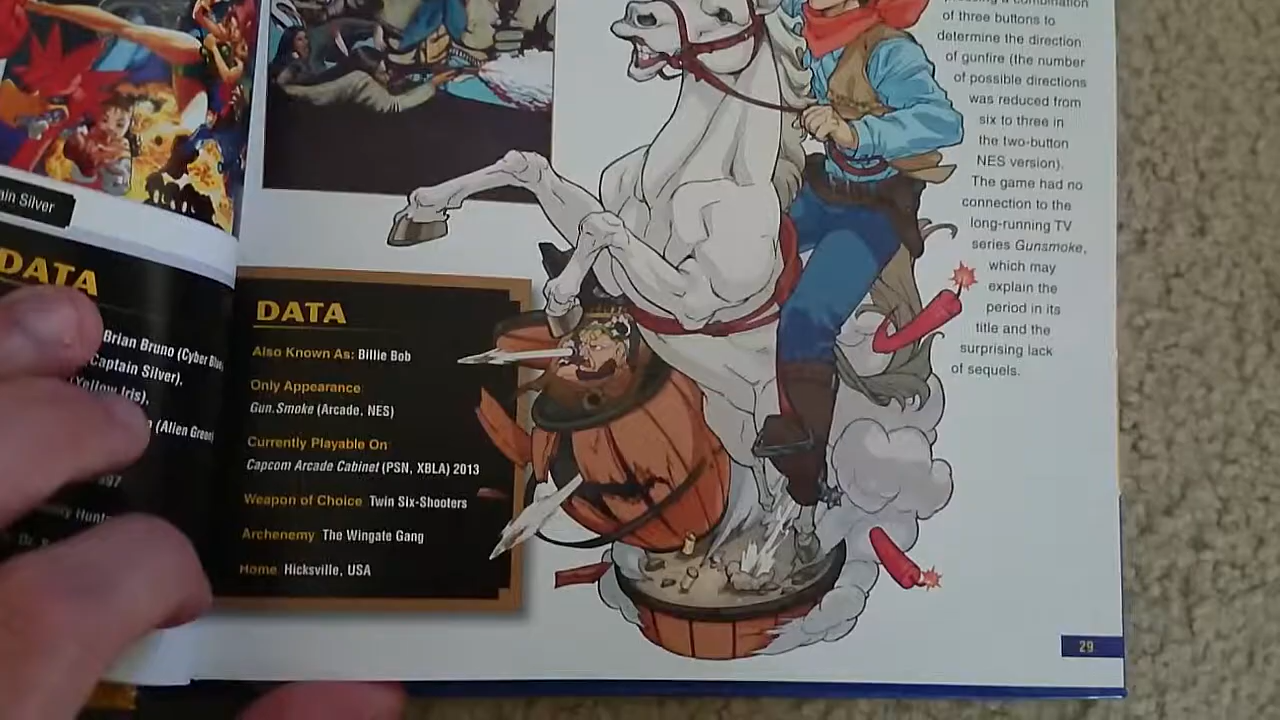 ain Silver
DATA
Brian Bruno (Cyber Blue
Captain Silver),
(Yellow Iris),
(Alien Green
DATA
Also Known As: Billie Bob
Only Appearance
Gun.Smoke (Arcade, NES)
Currently Playable On
Capcom Arcade Cabinet (PSN, XBLA) 2013
Weapon of Choice Twin Six-Shooters
Archenemy The Wingate Gang
Home Hicksville, USA
combination
of three buttons to
determine the direction
of gunfire (the number
of possible directions
was reduced from
six to three in
the two-button
NES version).
The game had no
connection to the
long-running TV
series Gunsmoke,
which may
explain the
period in its
title and the
surprising lack
of sequels.
29